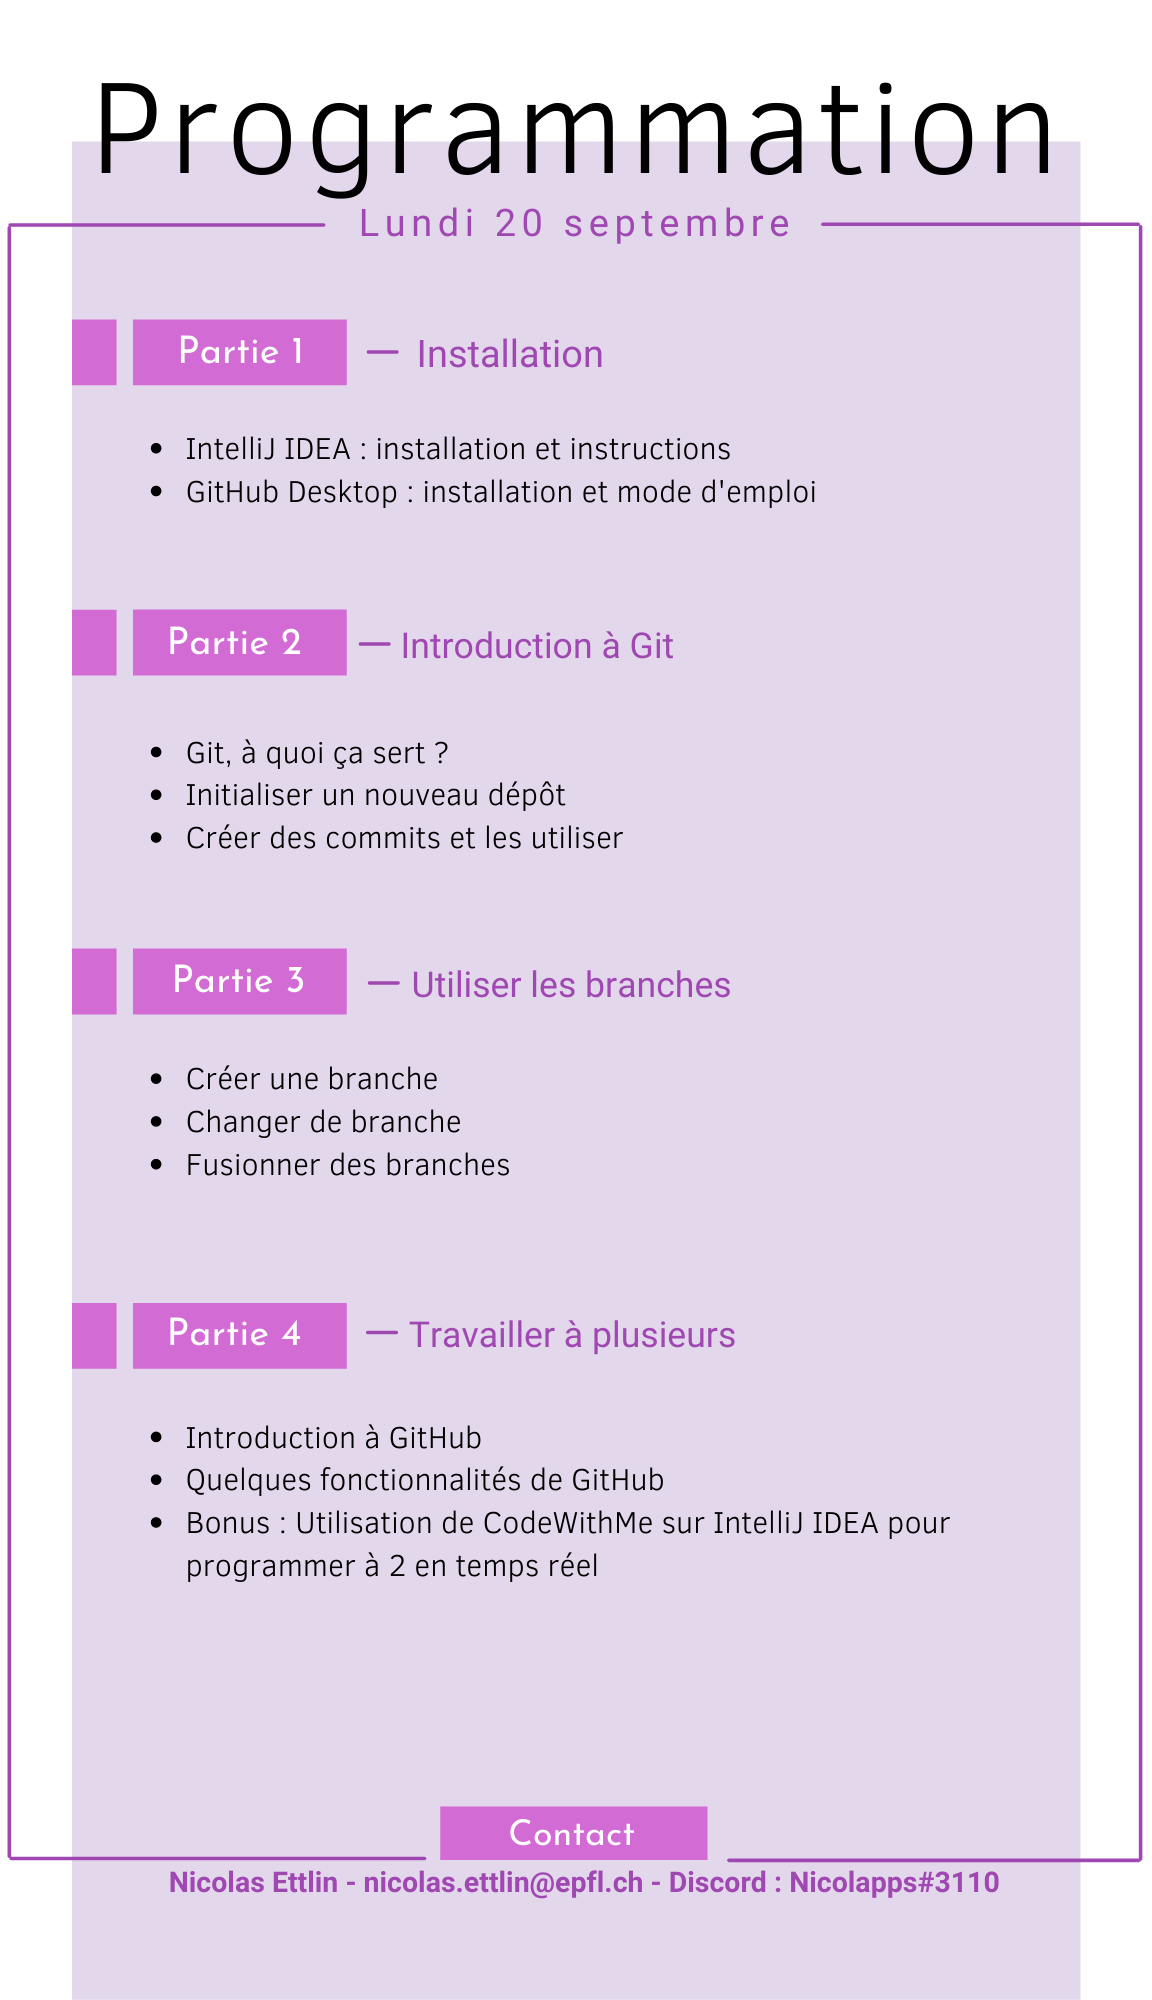 Programmation
Lundi 20 septembre
Partie 1 — Installation
• IntelliJ IDEA : installation et instructions
• GitHub Desktop : installation et mode d'emploi
Partie 2 — Introduction à Git
• Git, à quoi ça sert ?
• Initialiser un nouveau dépôt
• Créer des commits et les utiliser
Partie 3 — Utiliser les branches
• Créer une branche
• Changer de branche
• Fusionner des branches
Partie 4 — Travailler à plusieurs
• Introduction à GitHub
• Quelques fonctionnalités de GitHub
• Bonus : Utilisation de CodeWithMe sur IntelliJ IDEA pour
programmer à 2 en temps réel
Contact
Nicolas Ettlin - nicolas.ettlin@epfl.ch - Discord : Nicolapps#3110